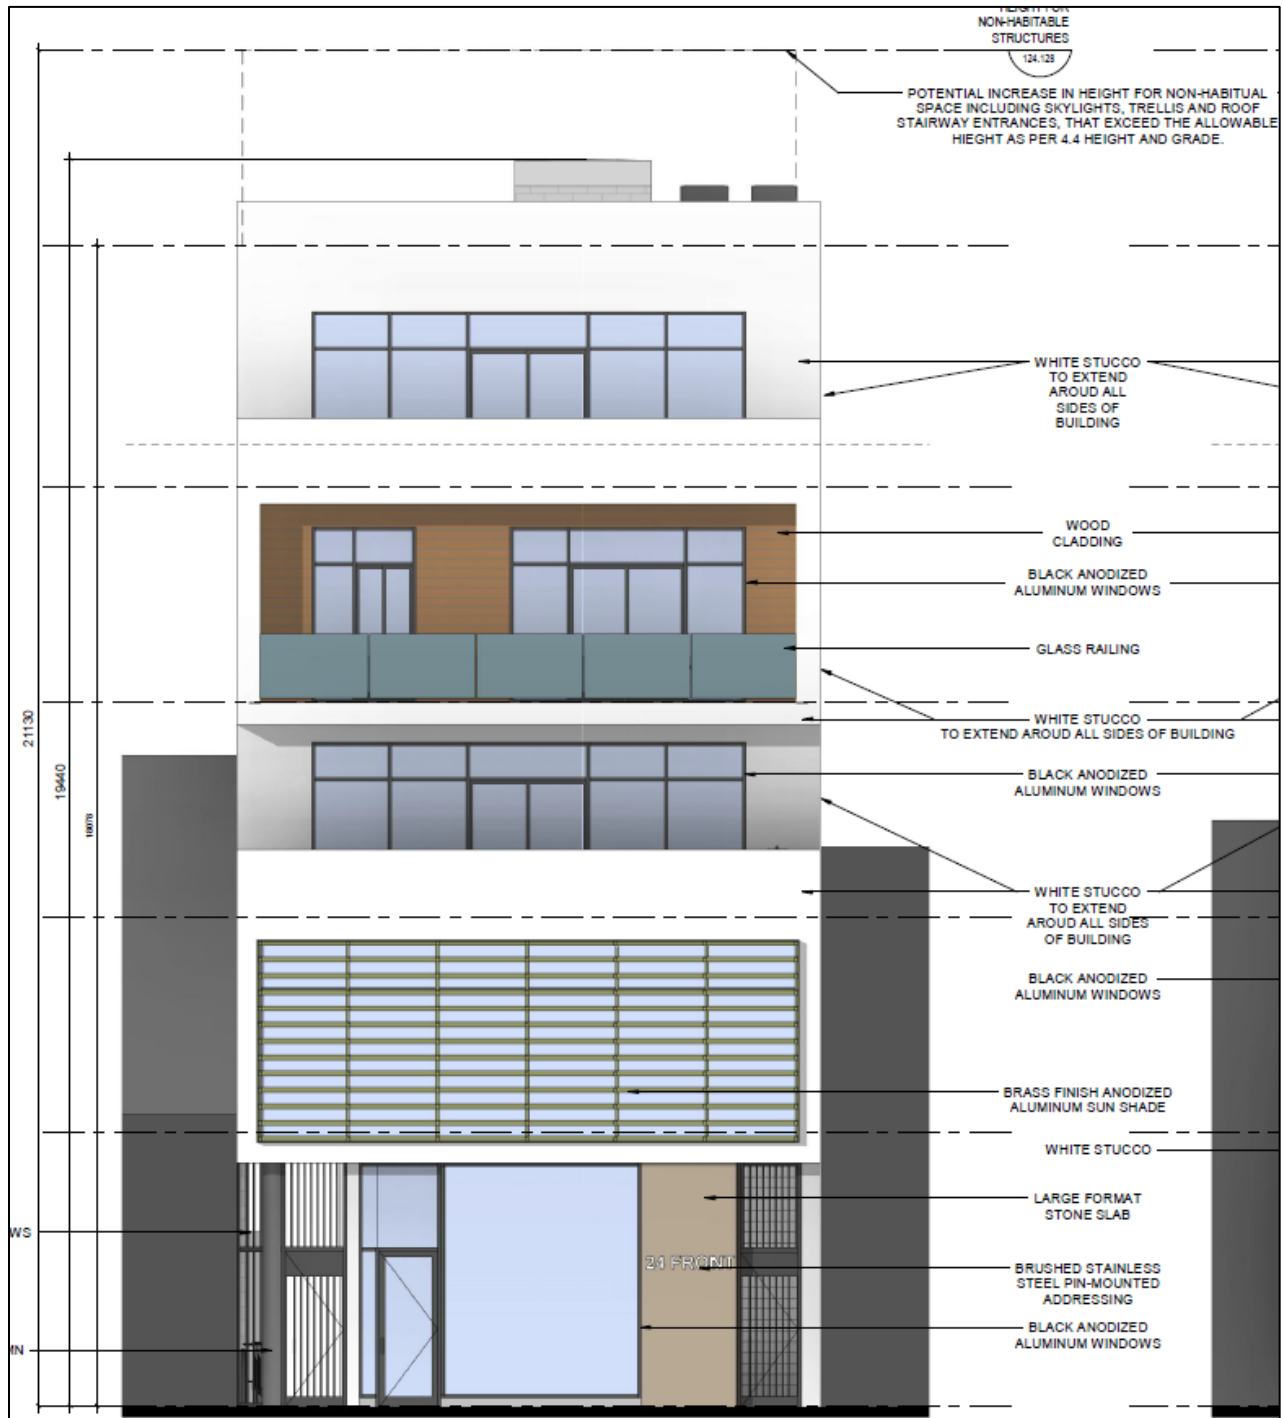 HEIGHT FOR
NON-HABITABLE
STRUCTURES
124.128
POTENTIAL INCREASE IN HEIGHT FOR NON-HABITUAL
SPACE INCLUDING SKYLIGHTS, TRELLIS AND ROOF
STAIRWAY ENTRANCES, THAT EXCEED THE ALLOWABLE
HIEGHT AS PER 4.4 HEIGHT AND GRADE.
WHITE STUCCO
TO EXTEND
AROUD ALL
SIDES OF
BUILDING
WOOD
CLADDING
BLACK ANODIZED
ALUMINUM WINDOWS
GLASS RAILING
WHITE STUCCO
TO EXTEND AROUD ALL SIDES OF BUILDING
21130
19440
18078
BLACK ANODIZED
ALUMINUM WINDOWS
WHITE STUCCO
TO EXTEND
AROUD ALL SIDES
OF BUILDING
BLACK ANODIZED
ALUMINUM WINDOWS
BRASS FINISH ANODIZED
ALUMINUM SUN SHADE
WHITE STUCCO
LARGE FORMAT
STONE SLAB
WS
24 FRONT
BRUSHED STAINLESS
STEEL PIN-MOUNTED
ADDRESSING
BLACK ANODIZED
ALUMINUM WINDOWS